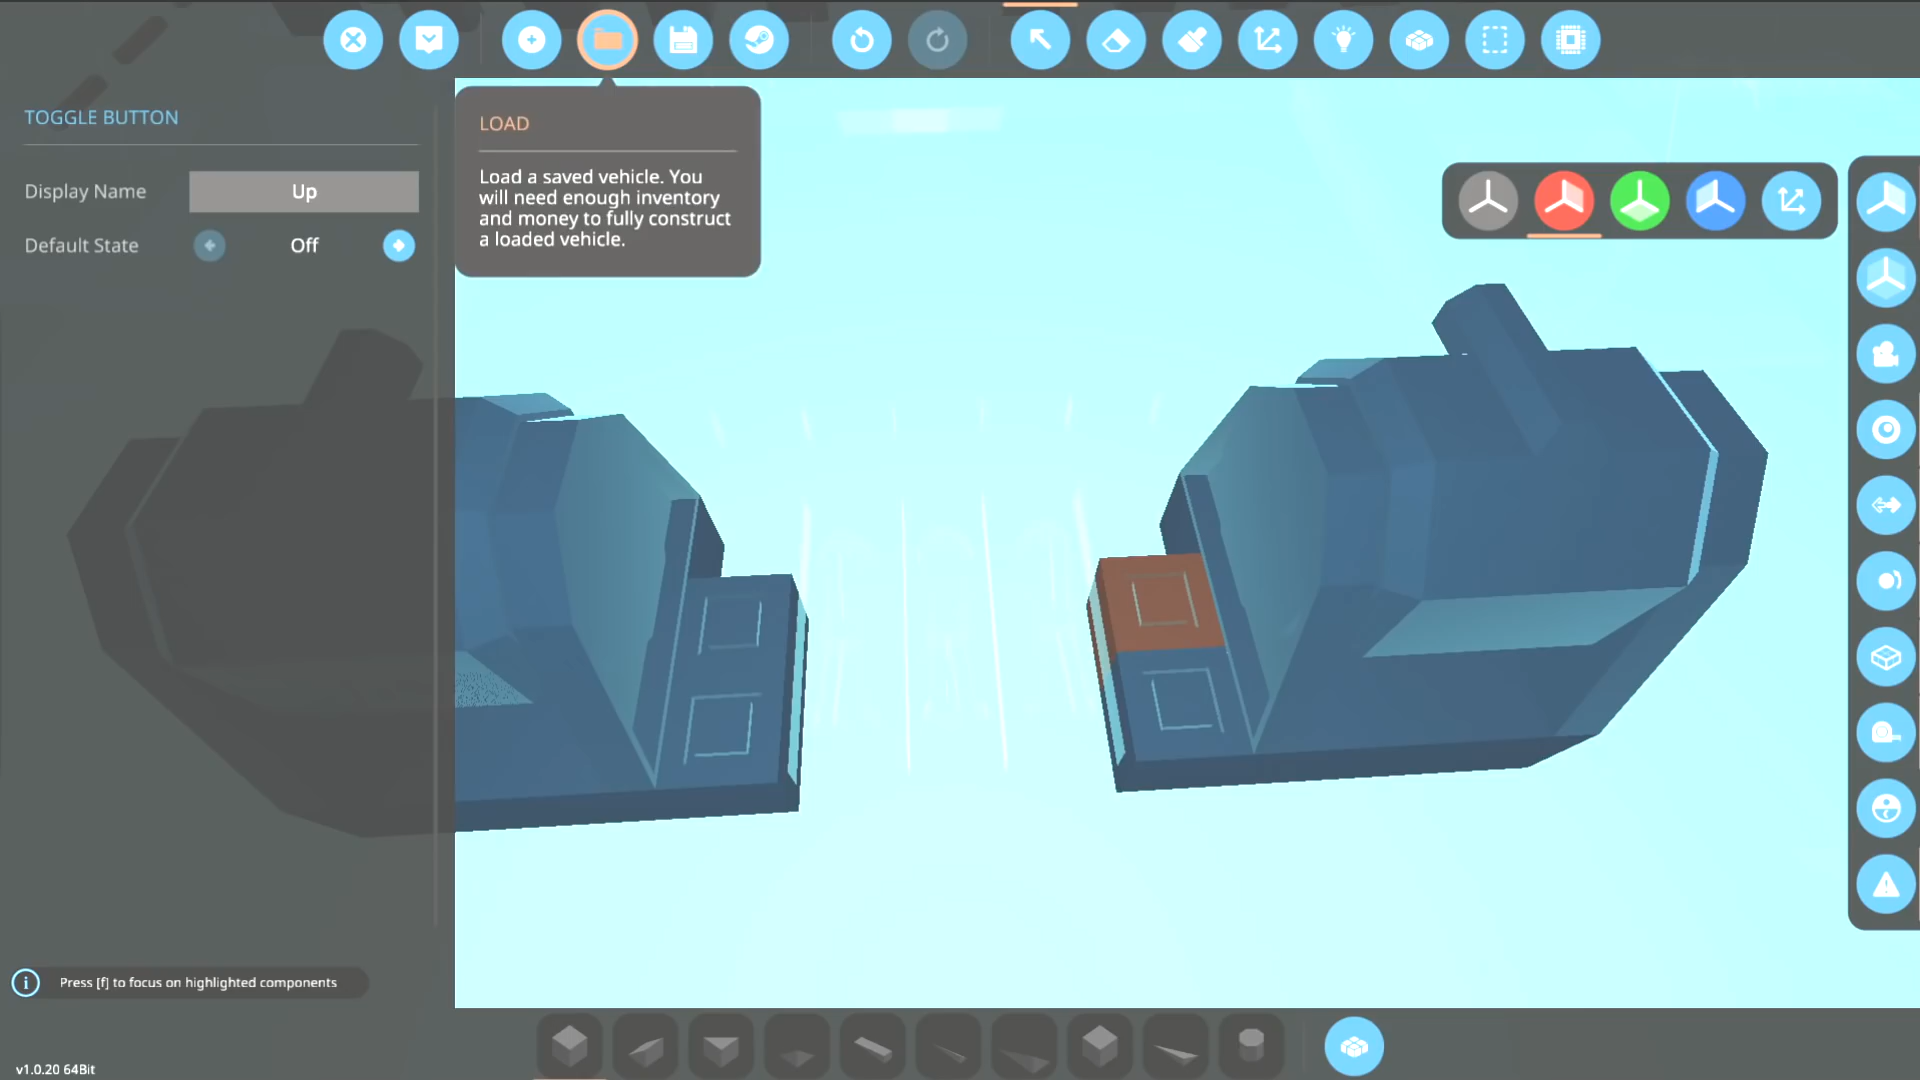 TOGGLE BUTTON
Display Name
Up
Default State
Off
LOAD
Load a saved vehicle. You
will need enough inventory
and money to fully construct
a loaded vehicle.
Press [f] to focus on highlighted components
v1.0.20 64Bit